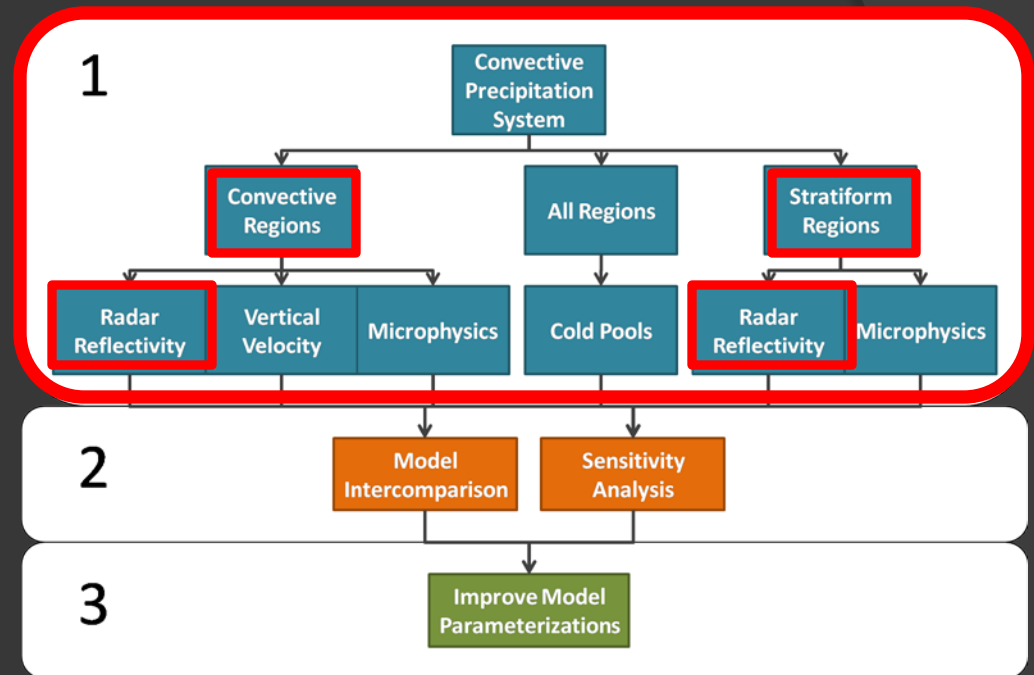 1
Convective
Precipitation
System
Convective
Regions
All Regions
Stratiform
Regions
Radar
Reflectivity
Vertical
Velocity
Microphysics
Cold Pools
Radar
Reflectivity
Microphysics
2
Model
Intercomparison
Sensitivity
Analysis
3
Improve Model
Parameterizations